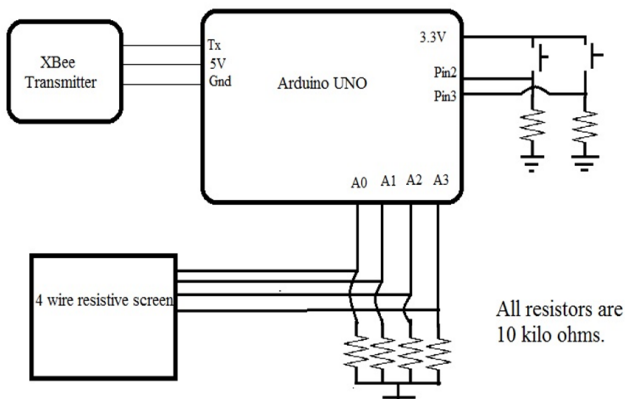 XBee
Transmitter
Tx
5V
Gnd
Arduino UNO
3.3V
Pin2
Pin3
A0 A1 A2 A3
4 wire resistive screen
All resistors are
10 kilo ohms.